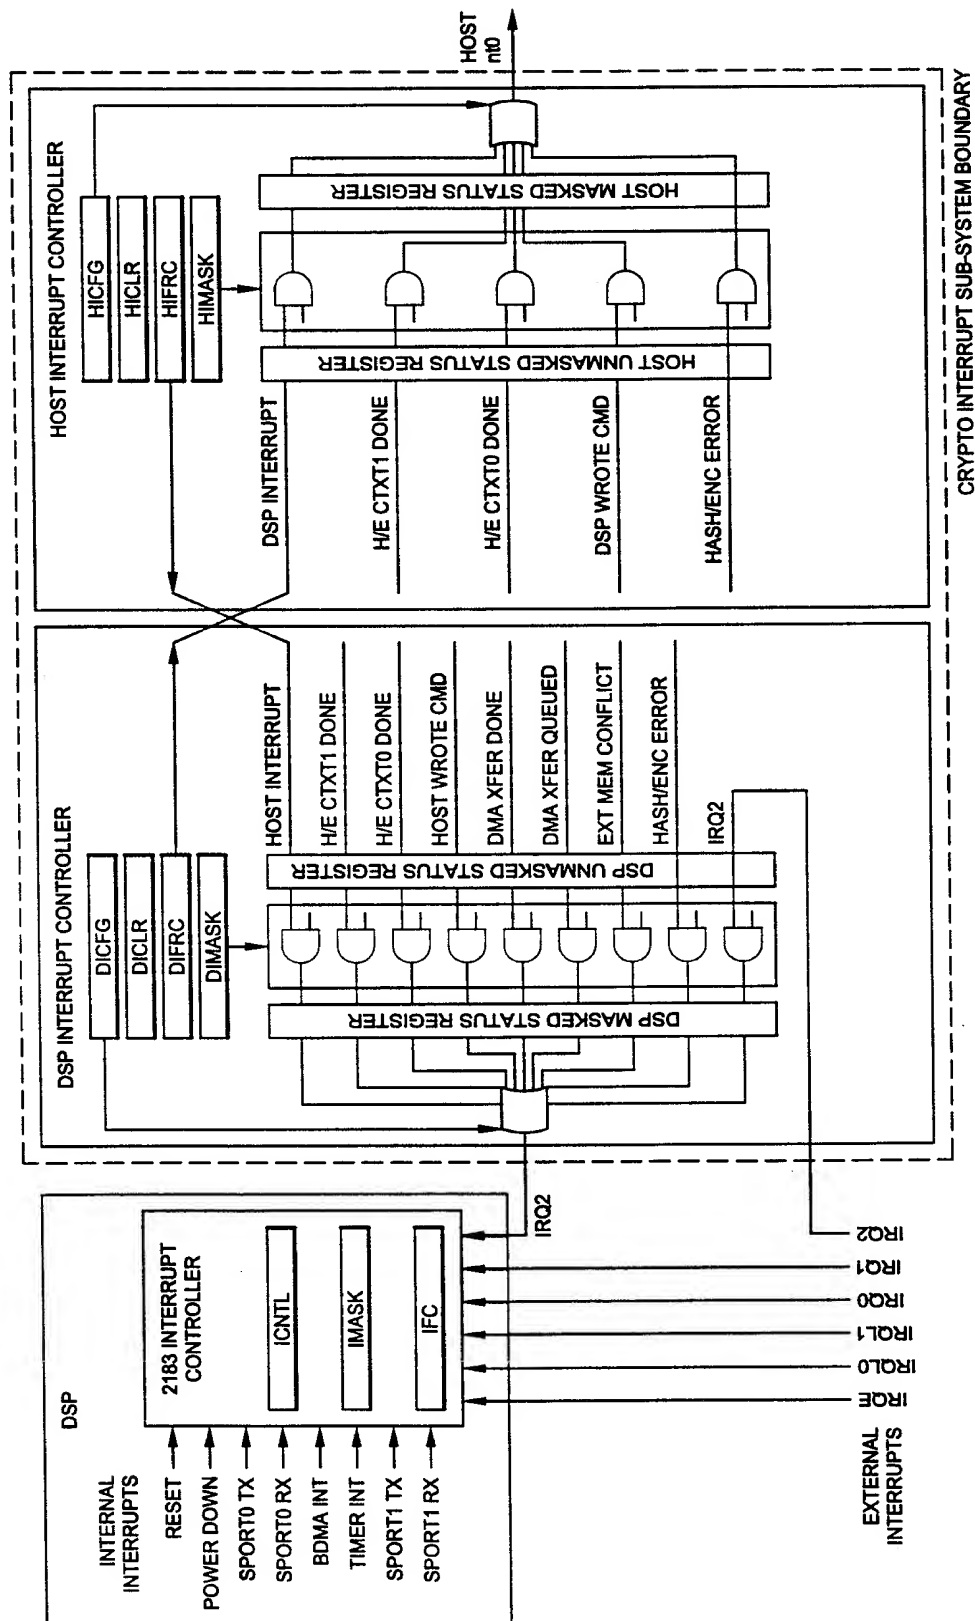 CRYPTO INTERRUPT SUB-SYSTEM BOUNDARY
DSP
INTERNAL
INTERRUPTS
RESET
POWER DOWN
SPORT0 TX
SPORT0 RX
BDMA INT
TIMER INT
SPORT1 TX
SPORT1 RX
2183 INTERRUPT
CONTROLLER
ICNTL
IMASK
IFC
IRQ2
EXTERNAL
INTERRUPTS
IRQE
IRQL0
IRQL1
IRQ0
IRQ1
IRQ2
DSP INTERRUPT CONTROLLER
DICFG
DICLR
DIFRC
DIMASK
DSP MASKED STATUS REGISTER
DSP UNMASKED STATUS REGISTER
HOST INTERRUPT
H/E CTXT1 DONE
H/E CTXT0 DONE
HOST WROTE CMD
DMA XFER DONE
DMA XFER QUEUED
EXT MEM CONFLICT
HASH/ENC ERROR
IRQ2
HOST INTERRUPT CONTROLLER
HICFG
HICLR
HIFRC
HIMASK
DSP INTERRUPT
H/E CTXT1 DONE
H/E CTXT0 DONE
DSP WROTE CMD
HASH/ENC ERROR
HOST UNMASKED STATUS REGISTER
HOST MASKED STATUS REGISTER
HOST
nt0